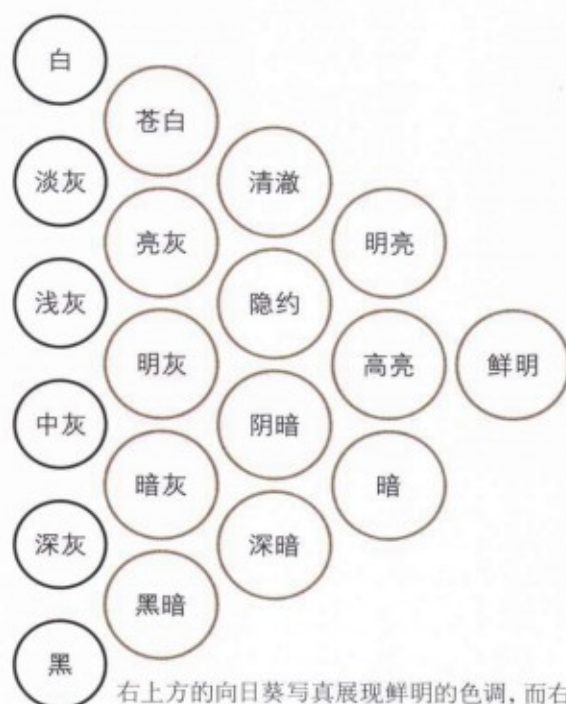 白
苍白
淡灰
清澈
亮灰
明亮
浅灰
隐约
明灰
高亮
鲜明
中灰
阴暗
暗灰
暗
深灰
深暗
黑暗
黑
右上方的向日葵写真展现鲜明的色调，而右